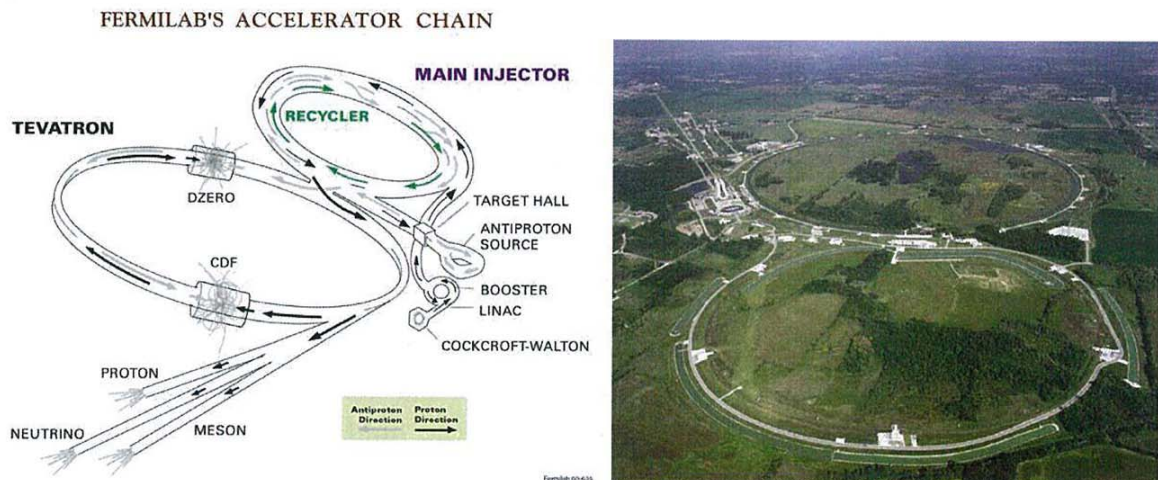 FERMILAB'S ACCELERATOR CHAIN
MAIN INJECTOR
RECYCLER
TEVATRON
DZERO
TARGET HALL
ANTIPROTON
SOURCE
CDF
BOOSTER
LINAC
COCKCROFT-WALTON
PROTON
NEUTRINO
MESON
Antiproton Proton
Direction Direction